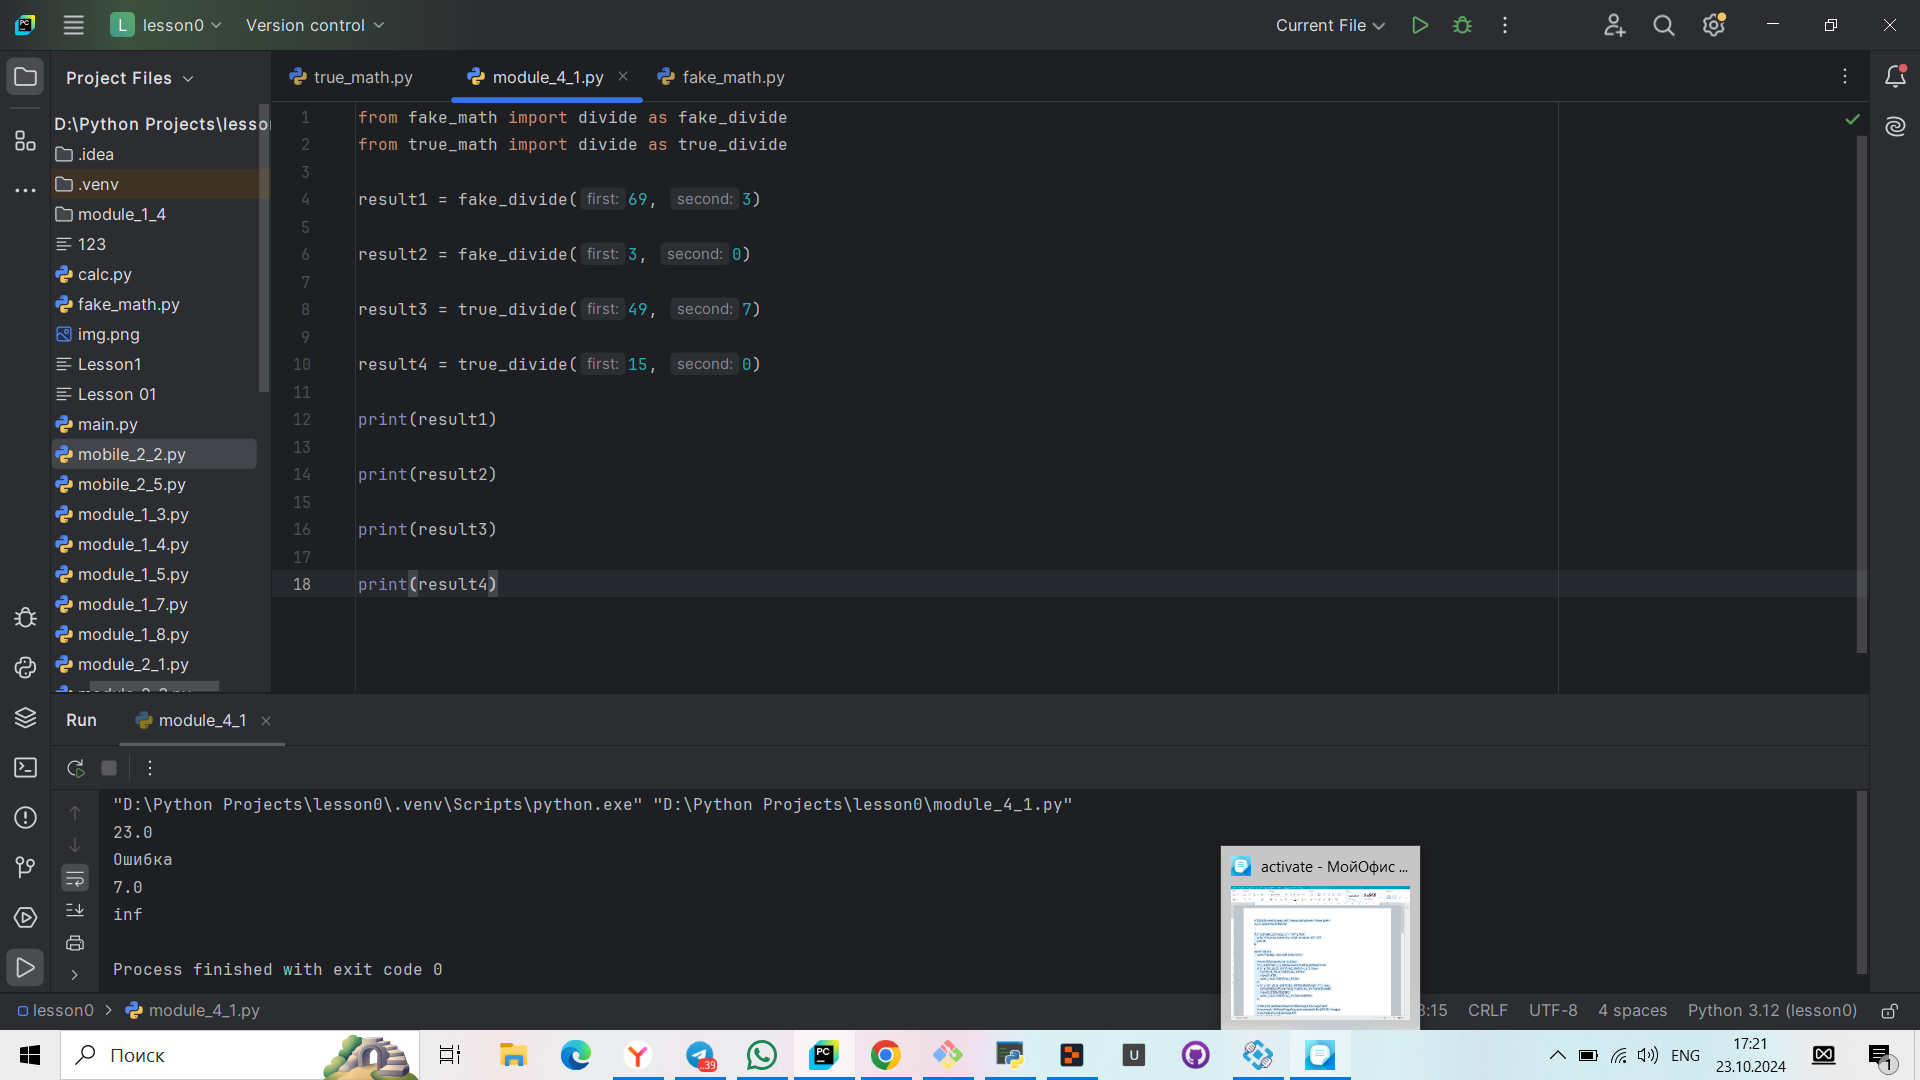 L lesson0 Version control Current File
Project Files
true_math.py module_4_1.py fake_math.py
D:\Python Projects\lesso
.idea
.venv
module_1_4
123
calc.py
fake_math.py
img.png
Lesson1
Lesson 01
main.py
mobile_2_2.py
mobile_2_5.py
module_1_3.py
module_1_4.py
module_1_5.py
module_1_7.py
module_1_8.py
module_2_1.py
1 from fake_math import divide as fake_divide
2 from true_math import divide as true_divide
3
4 result1 = fake_divide( first: 69, second: 3)
5
6 result2 = fake_divide( first: 3, second: 0)
7
8 result3 = true_divide( first: 49, second: 7)
9
10 result4 = true_divide( first: 15, second: 0)
11
12 print(result1)
13
14 print(result2)
15
16 print(result3)
17
18 print(result4)
Run module_4_1
"D:\Python Projects\lesson0\.venv\Scripts\python.exe" "D:\Python Projects\lesson0\module_4_1.py"
23.0
Ошибка
7.0
inf
Process finished with exit code 0
activate - МойОфис ...
lesson0 > module_4_1.py :15 CRLF UTF-8 4 spaces Python 3.12 (lesson0)
Поиск
39
U
ENG
17:21
23.10.2024
1